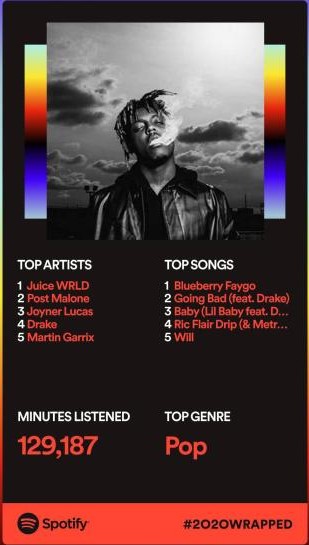 TOP ARTISTS
1 Juice WRLD
2 Post Malone
3 Joyner Lucas
4 Drake
5 Martin Garrix
TOP SONGS
1 Blueberry Faygo
2 Going Bad (feat. Drake)
3 Baby (Lil Baby feat. D...
4 Ric Flair Drip (& Metr...
5 Will
MINUTES LISTENED
129,187
TOP GENRE
Pop
Spotify
#2020WRAPPED